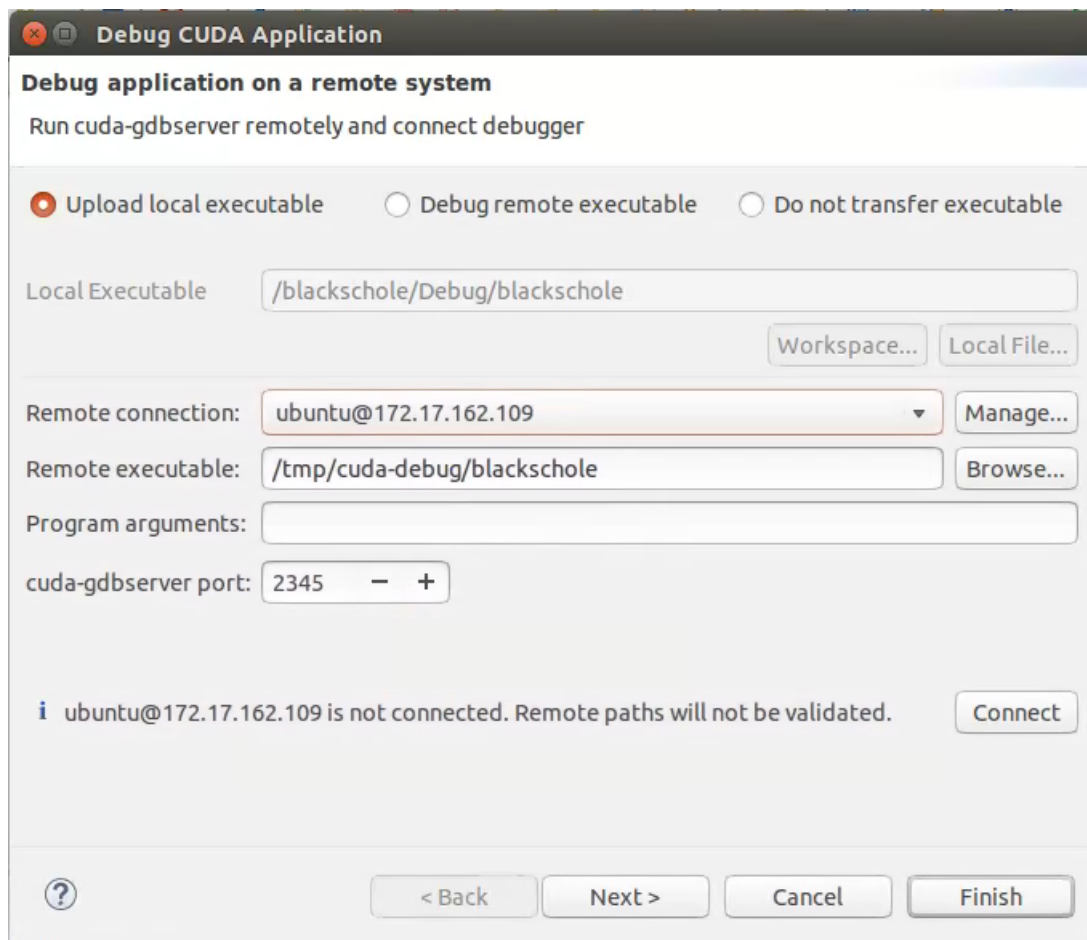 Debug CUDA Application
Debug application on a remote system
Run cuda-gdbserver remotely and connect debugger
Upload local executable Debug remote executable Do not transfer executable
Local Executable /blackschole/Debug/blackschole
Workspace... Local File...
Remote connection: ubuntu@172.17.162.109 Manage...
Remote executable: /tmp/cuda-debug/blackschole Browse...
Program arguments:
cuda-gdbserver port: 2345 − +
i ubuntu@172.17.162.109 is not connected. Remote paths will not be validated. Connect
? < Back Next > Cancel Finish